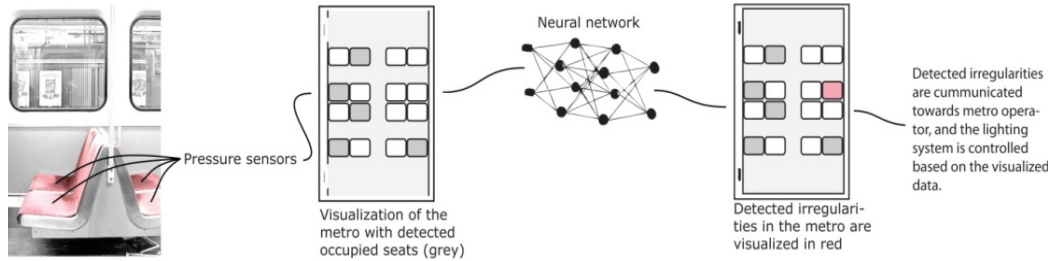 Pressure sensors
Visualization of the
metro with detected
occupied seats (grey)
Neural network
Detected irregulari-
ties in the metro are
visualized in red
Detected irregularities
are cummunicated
towards metro opera-
tor, and the lighting
system is controlled
based on the visualized
data.